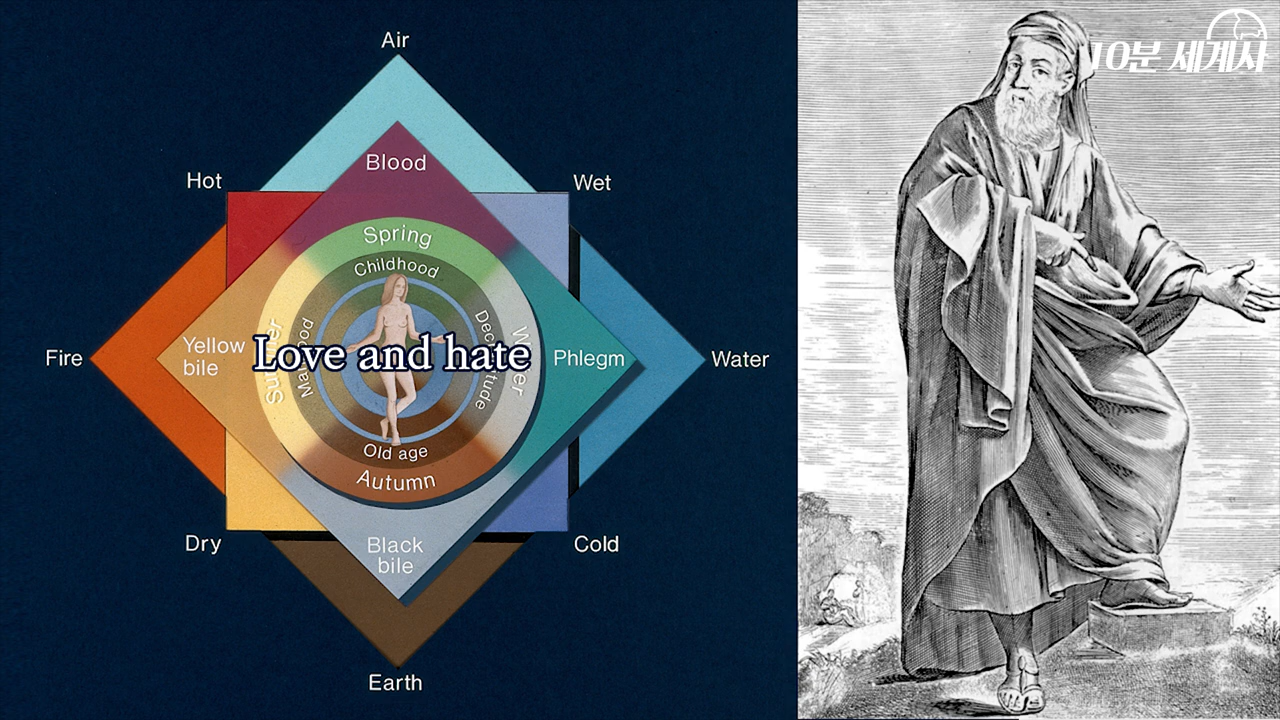 10분 세계사
Air
Hot
Blood
Wet
Spring
Childhood
Fire
Yellow
bile
Love and hate
Phlegm
Water
Old age
Autumn
Dry
Black
bile
Cold
Earth